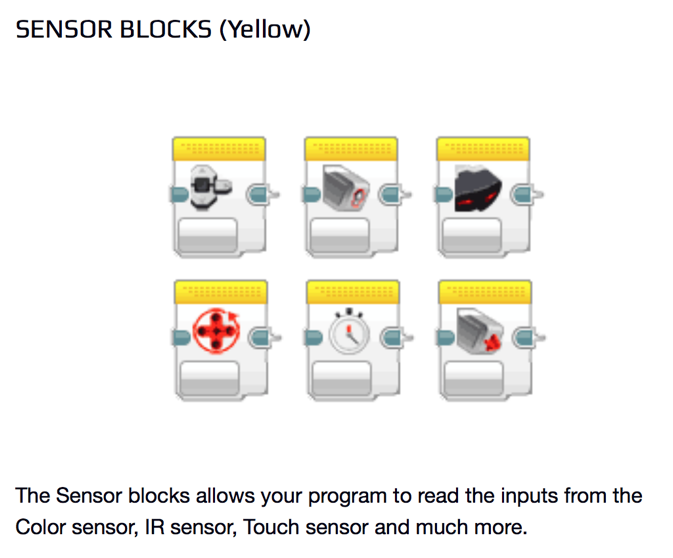 SENSOR BLOCKS (Yellow)
The Sensor blocks allows your program to read the inputs from the
Color sensor, IR sensor, Touch sensor and much more.